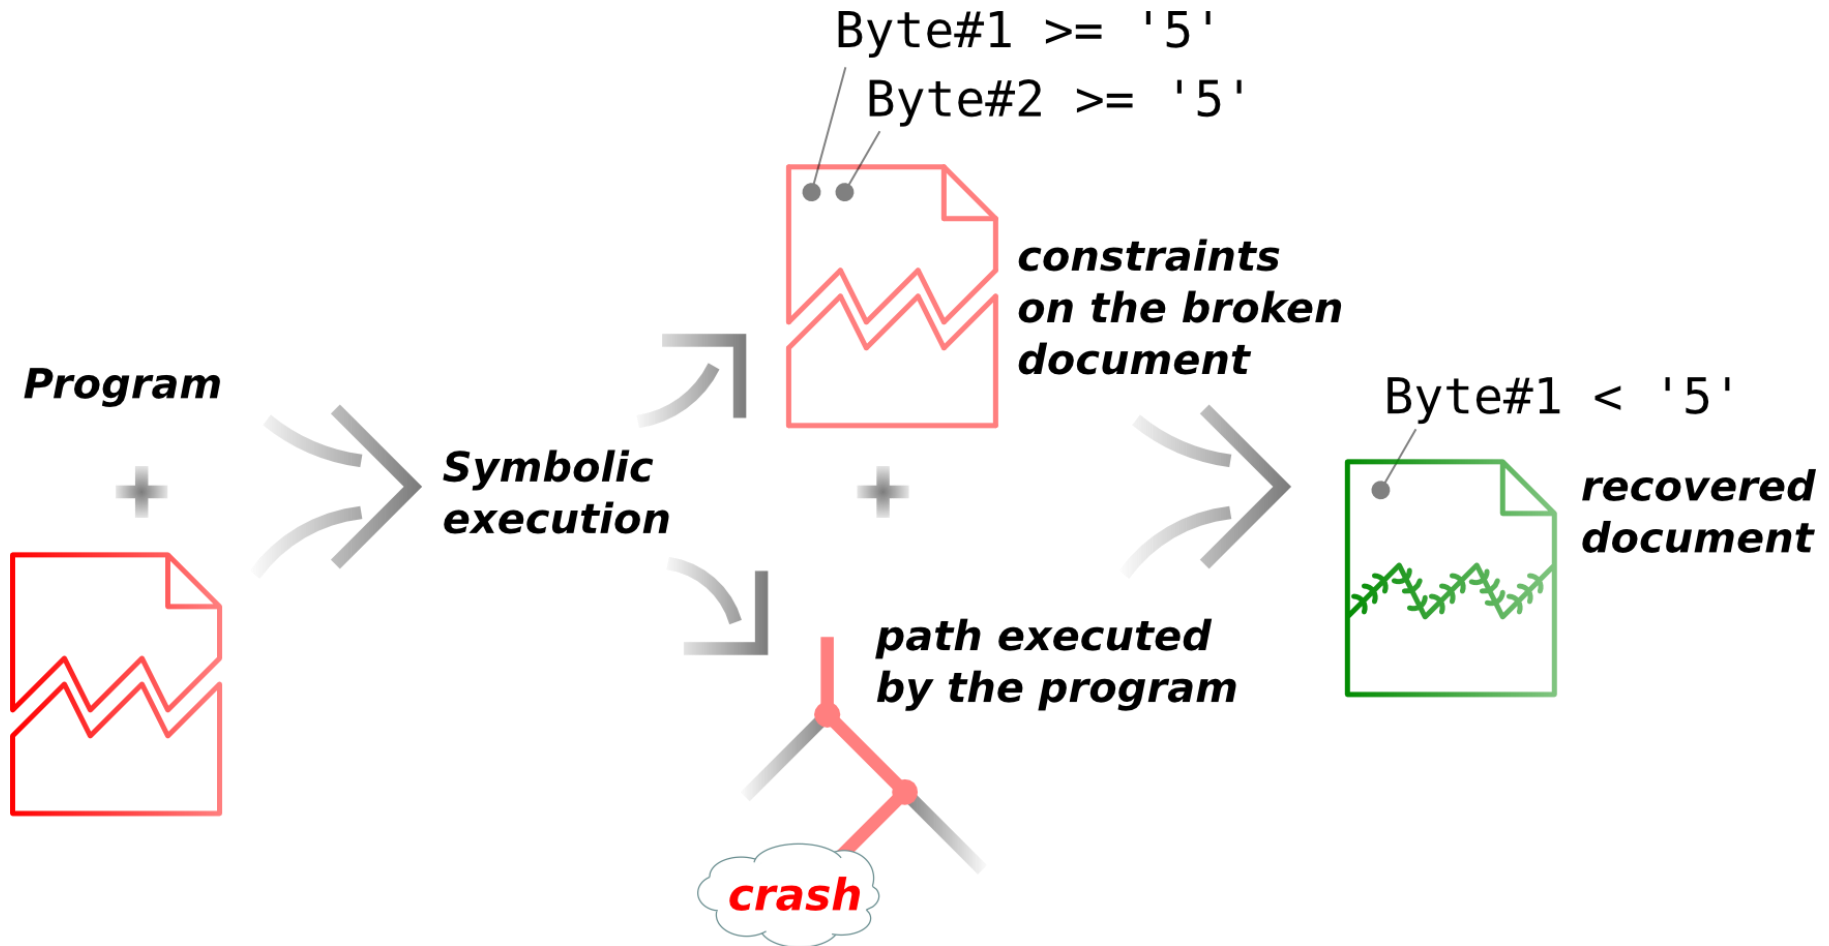 Byte#1 >= '5'
Byte#2 >= '5'
constraints
on the broken
document
Program
Byte#1 < '5'
Symbolic
execution
recovered
document
path executed
by the program
crash